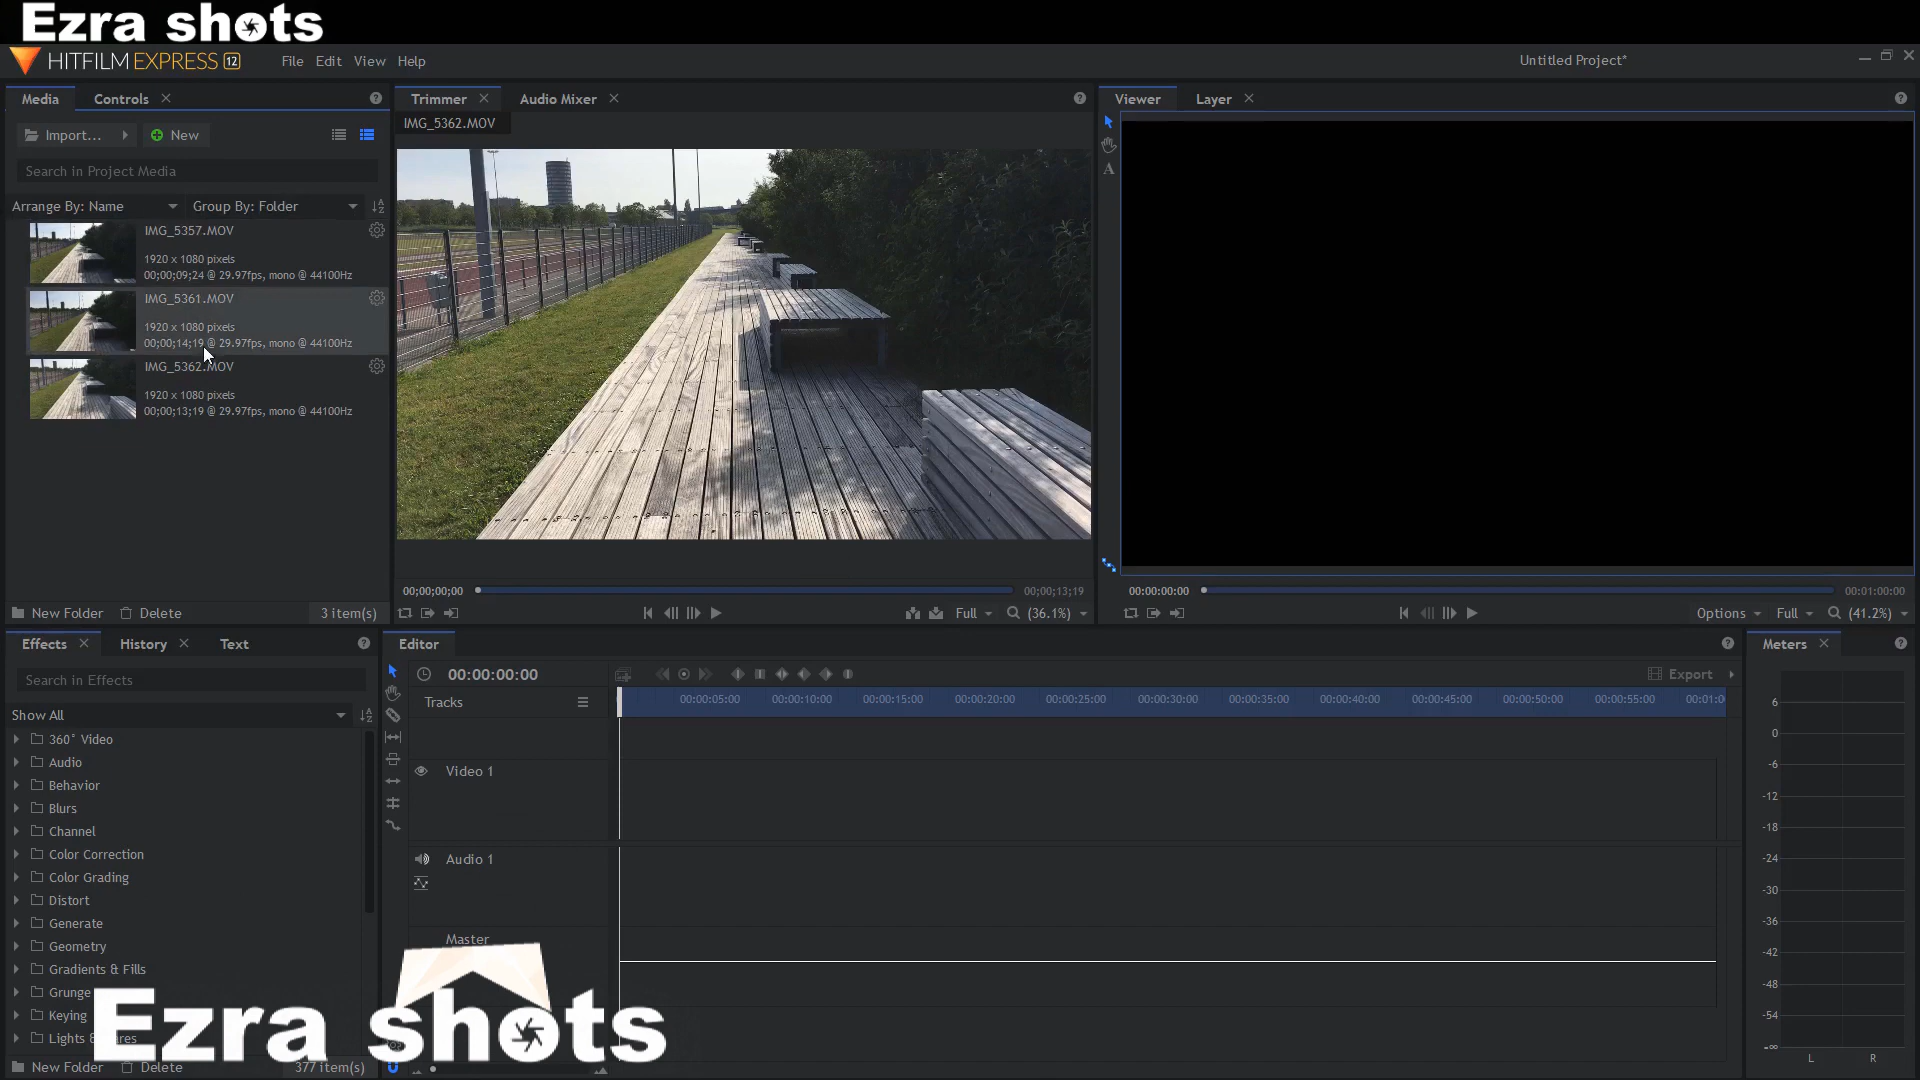 Ezra shots
HITFILM EXPRESS 12
File Edit View Help
Untitled Project*
Media Controls
Import... New
Search in Project Media
Arrange By: Name Group By: Folder
IMG_5357.MOV
1920 x 1080 pixels
00;00;09;24 @ 29.97fps, mono @ 44100Hz
IMG_5361.MOV
1920 x 1080 pixels
00;00;14;19 @ 29.97fps, mono @ 44100Hz
IMG_5362.MOV
1920 x 1080 pixels
00;00;13;19 @ 29.97fps, mono @ 44100Hz
New Folder Delete 3 item(s)
Trimmer Audio Mixer
IMG_5362.MOV
00;00;00;00 00;00;13;19
Full (36.1%)
Viewer Layer
A
00:00:00:00 00:01:00:00
Options Full (41.2%)
Effects History Text
Search in Effects
Show All
360° Video
Audio
Behavior
Blurs
Channel
Color Correction
Color Grading
Distort
Generate
Geometry
Gradients & Fills
Grunge
Keying
New Folder Delete 377 item(s)
Editor
00:00:00:00 Export
Tracks 00:00:05:00 00:00:10:00 00:00:15:00 00:00:20:00 00:00:25:00 00:00:30:00 00:00:35:00 00:00:40:00 00:00:45:00 00:00:50:00 00:00:55:00 00:01:0
Video 1
Audio 1
Master
Meters
6
0
-6
-12
-18
-24
-30
-36
-42
-48
-54
-∞
L R
Ezra shots